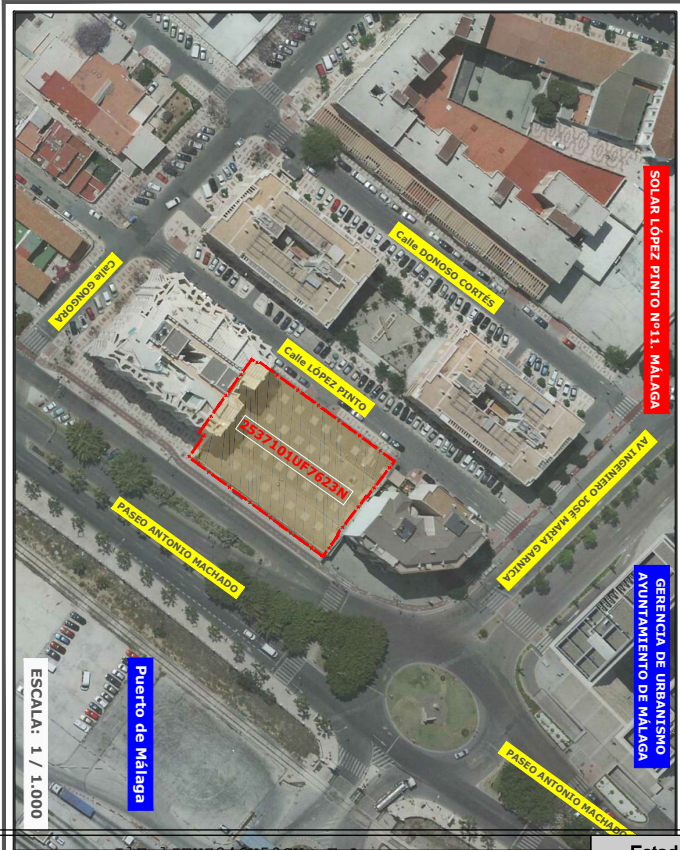 SOLAR LÓPEZ PINTO Nº11. MÁLAGA
Calle DONOSO CORTÉS
Calle GONGORA
Calle LÓPEZ PINTO
2537101UF7623N
AV INGENIERO JOSÉ MARÍA GARNICA
PASEO ANTONIO MACHADO
GERENCIA DE URBANISMO
AYUNTAMIENTO DE MÁLAGA
Puerto de Málaga
ESCALA: 1 / 1.000
PASEO ANTONIO MACHADO